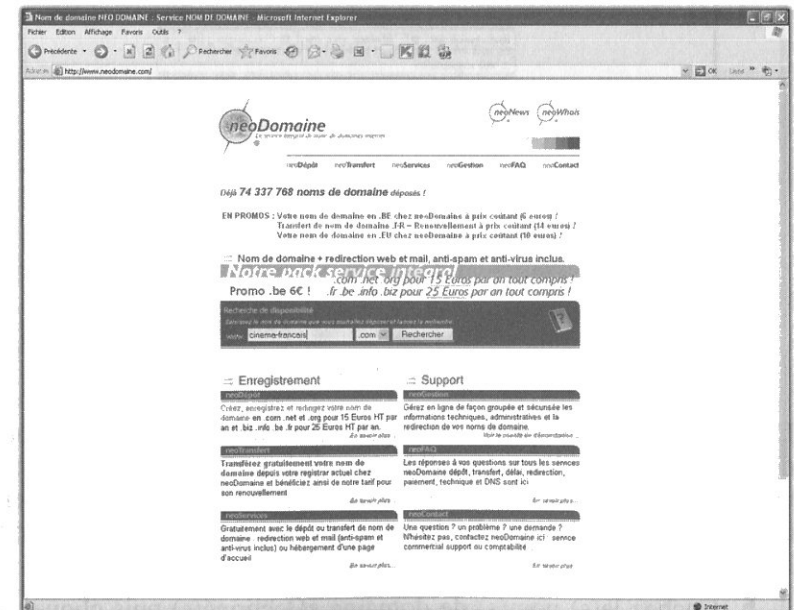 Nom de domaine NEO DOMAINE : Service NOM DE DOMAINE - Microsoft Internet Explorer
Fichier Edition Affichage Favoris Outils ?
Précédente Rechercher Favoris
http://www.neodomaine.com/ OK
neoDomaine
neoNews neoWhois
neoDépôt neoTransfert neoServices neoGestion neoFAQ neoContact
Déjà 74 337 768 noms de domaine déposés !
EN PROMOS : Votre nom de domaine en .BE chez neoDomaine à prix coûtant (6 euros) !
Transfert de nom de domaine .FR = Renouvellement à prix coûtant (14 euros) !
Votre nom de domaine en .EU chez neoDomaine à prix coûtant (10 euros) !
Nom de domaine + redirection web et mail, anti-spam et anti-virus inclus.
Notre pack service intégral
.com .net .org pour 15 Euros par an tout compris !
Promo .be 6€ ! .fr .be .info .biz pour 25 Euros par an tout compris !
Recherche de disponibilité
cinema-francais .com Rechercher
Enregistrement
neoDépôt
Créez, enregistrez et redirigez votre nom de
domaine en .com .net et .org pour 15 Euros HT par
an et .biz .info .be .fr pour 25 Euros HT par an.
En savoir plus...
neoTransfert
Transférez gratuitement votre nom de
domaine depuis votre registrar actuel chez
neoDomaine et bénéficiez ainsi de notre tarif pour
son renouvellement
En savoir plus...
neoServices
Gratuitement avec le dépôt ou transfert de nom de
domaine : redirection web et mail (anti-spam et
anti-virus inclus) ou hébergement d'une page
d'accueil
En savoir plus...
Support
neoGestion
Gérez en ligne de façon groupée et sécurisée les
informations techniques, administratives et la
redirection de vos noms de domaine.
neoFAQ
Les réponses à vos questions sur tous les services
neoDomaine dépôt, transfert, délai, redirection,
paiement, technique et DNS sont ici
En savoir plus...
neoContact
Une question ? un problème ? une demande ?
N'hésitez pas, contactez neoDomaine ici : service
commercial support ou comptabilité
En savoir plus
Internet